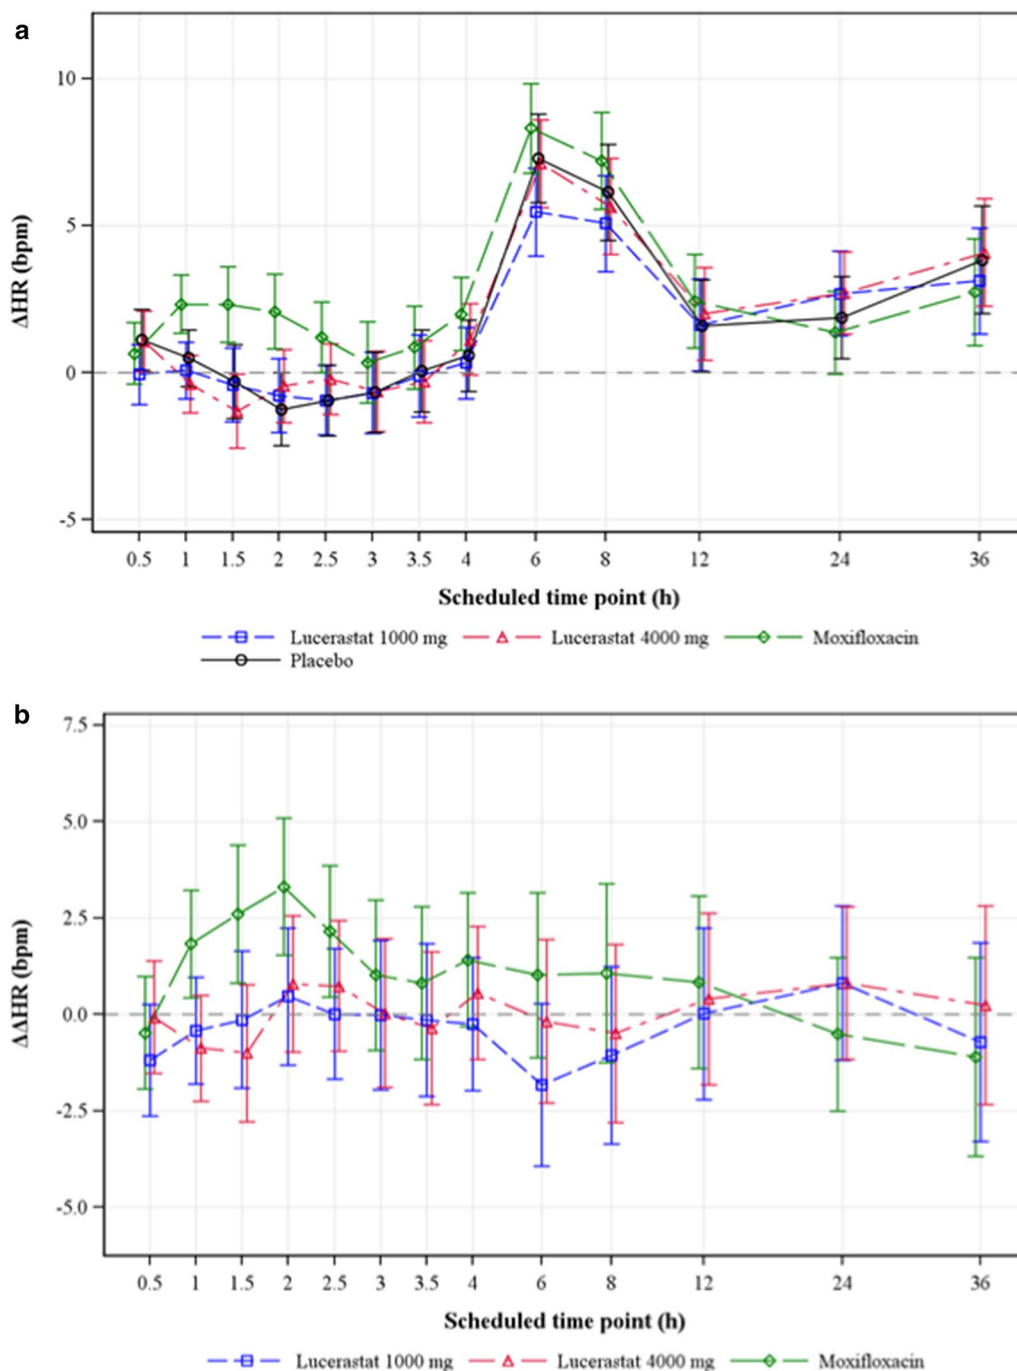 a
10
5
0
-5
ΔHR (bpm)
0.5 1 1.5 2 2.5 3 3.5 4 6 8 12 24 36
Scheduled time point (h)
Lucerastat 1000 mg Lucerastat 4000 mg Moxifloxacin
Placebo
b
7.5
5.0
2.5
0.0
-2.5
-5.0
ΔΔHR (bpm)
0.5 1 1.5 2 2.5 3 3.5 4 6 8 12 24 36
Scheduled time point (h)
Lucerastat 1000 mg Lucerastat 4000 mg Moxifloxacin